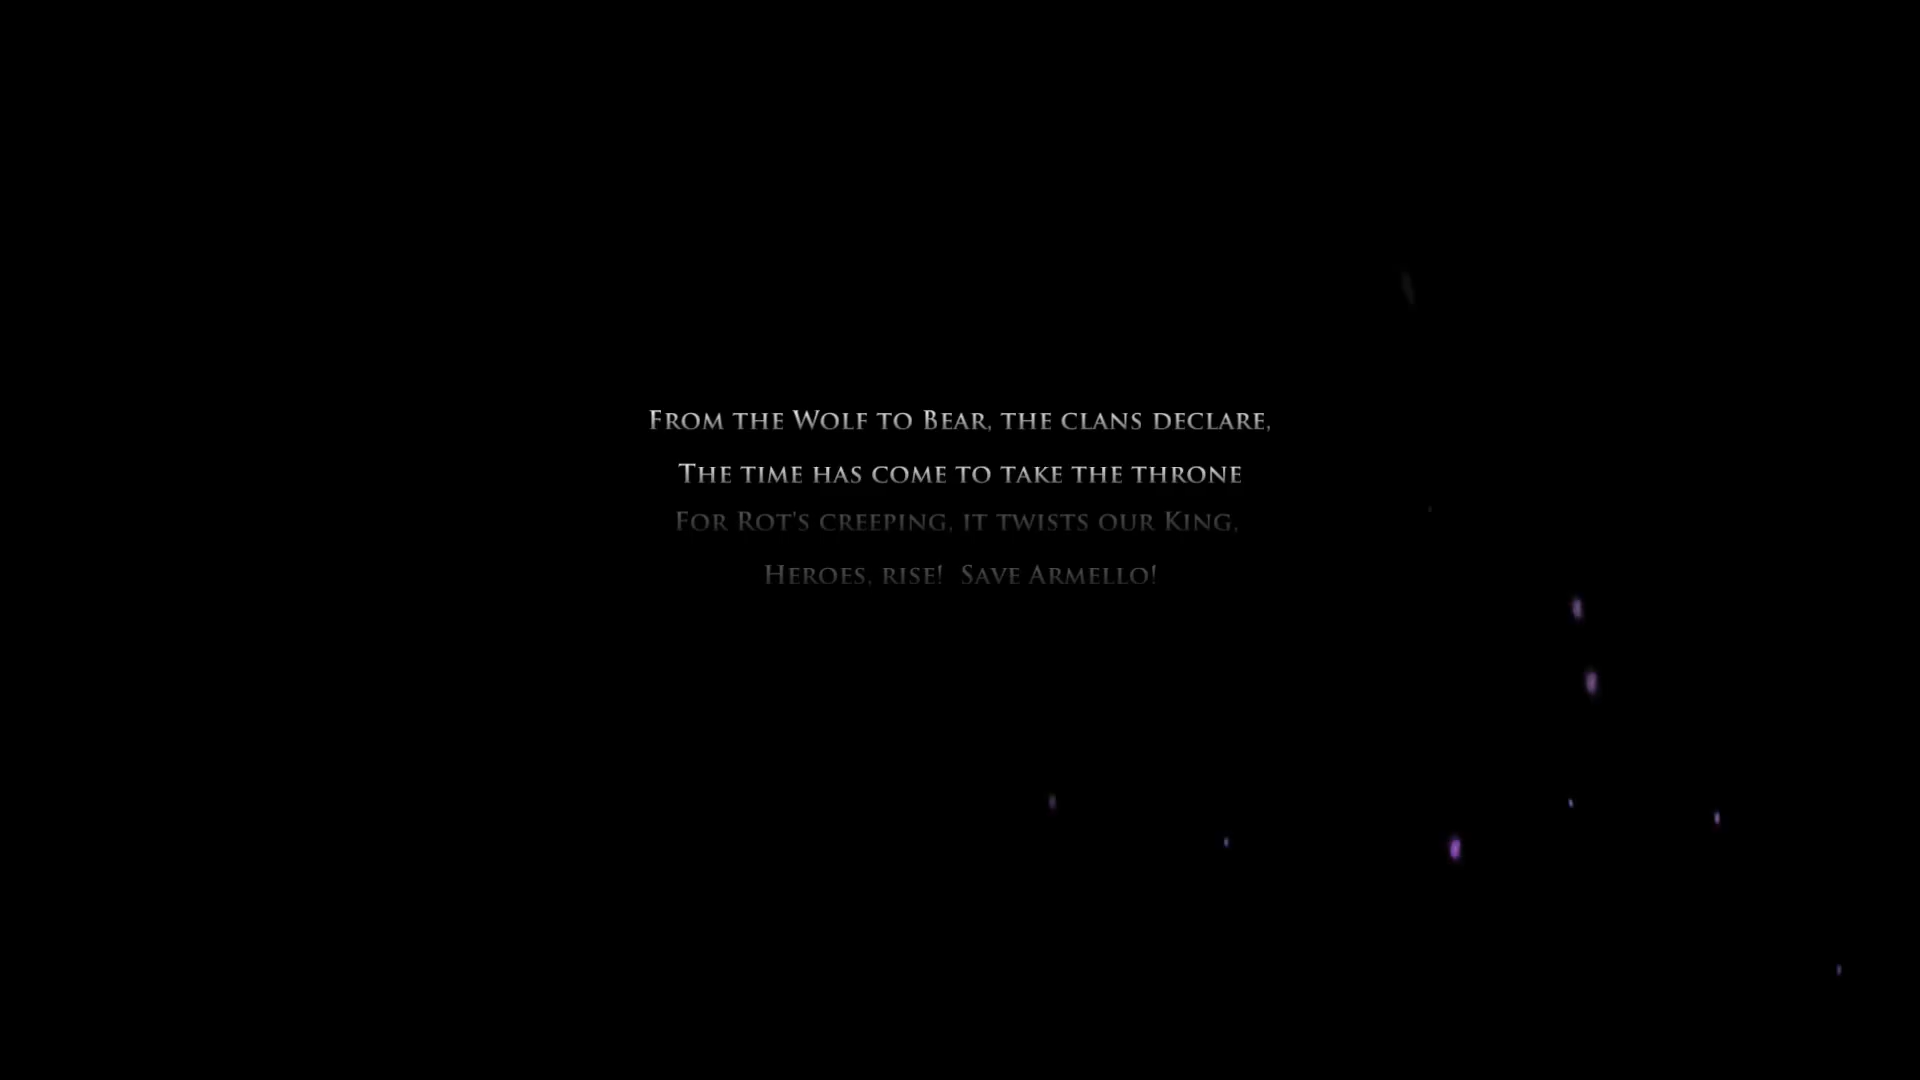 From the Wolf to Bear, the clans declare,
The time has come to take the throne
For Rot's creeping, it twists our King,
Heroes, rise!  Save Armello!